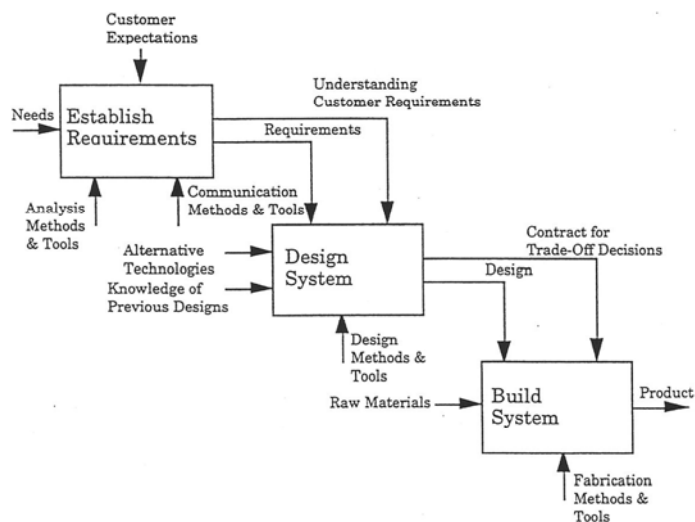 Customer
Expectations
Needs
Establish
Requirements
Understanding
Customer Requirements
Requirements
Analysis
Methods
& Tools
Communication
Methods & Tools
Alternative
Technologies
Knowledge of
Previous Designs
Design
System
Contract for
Trade-Off Decisions
Design
Design
Methods &
Tools
Raw Materials
Build
System
Product
Fabrication
Methods &
Tools